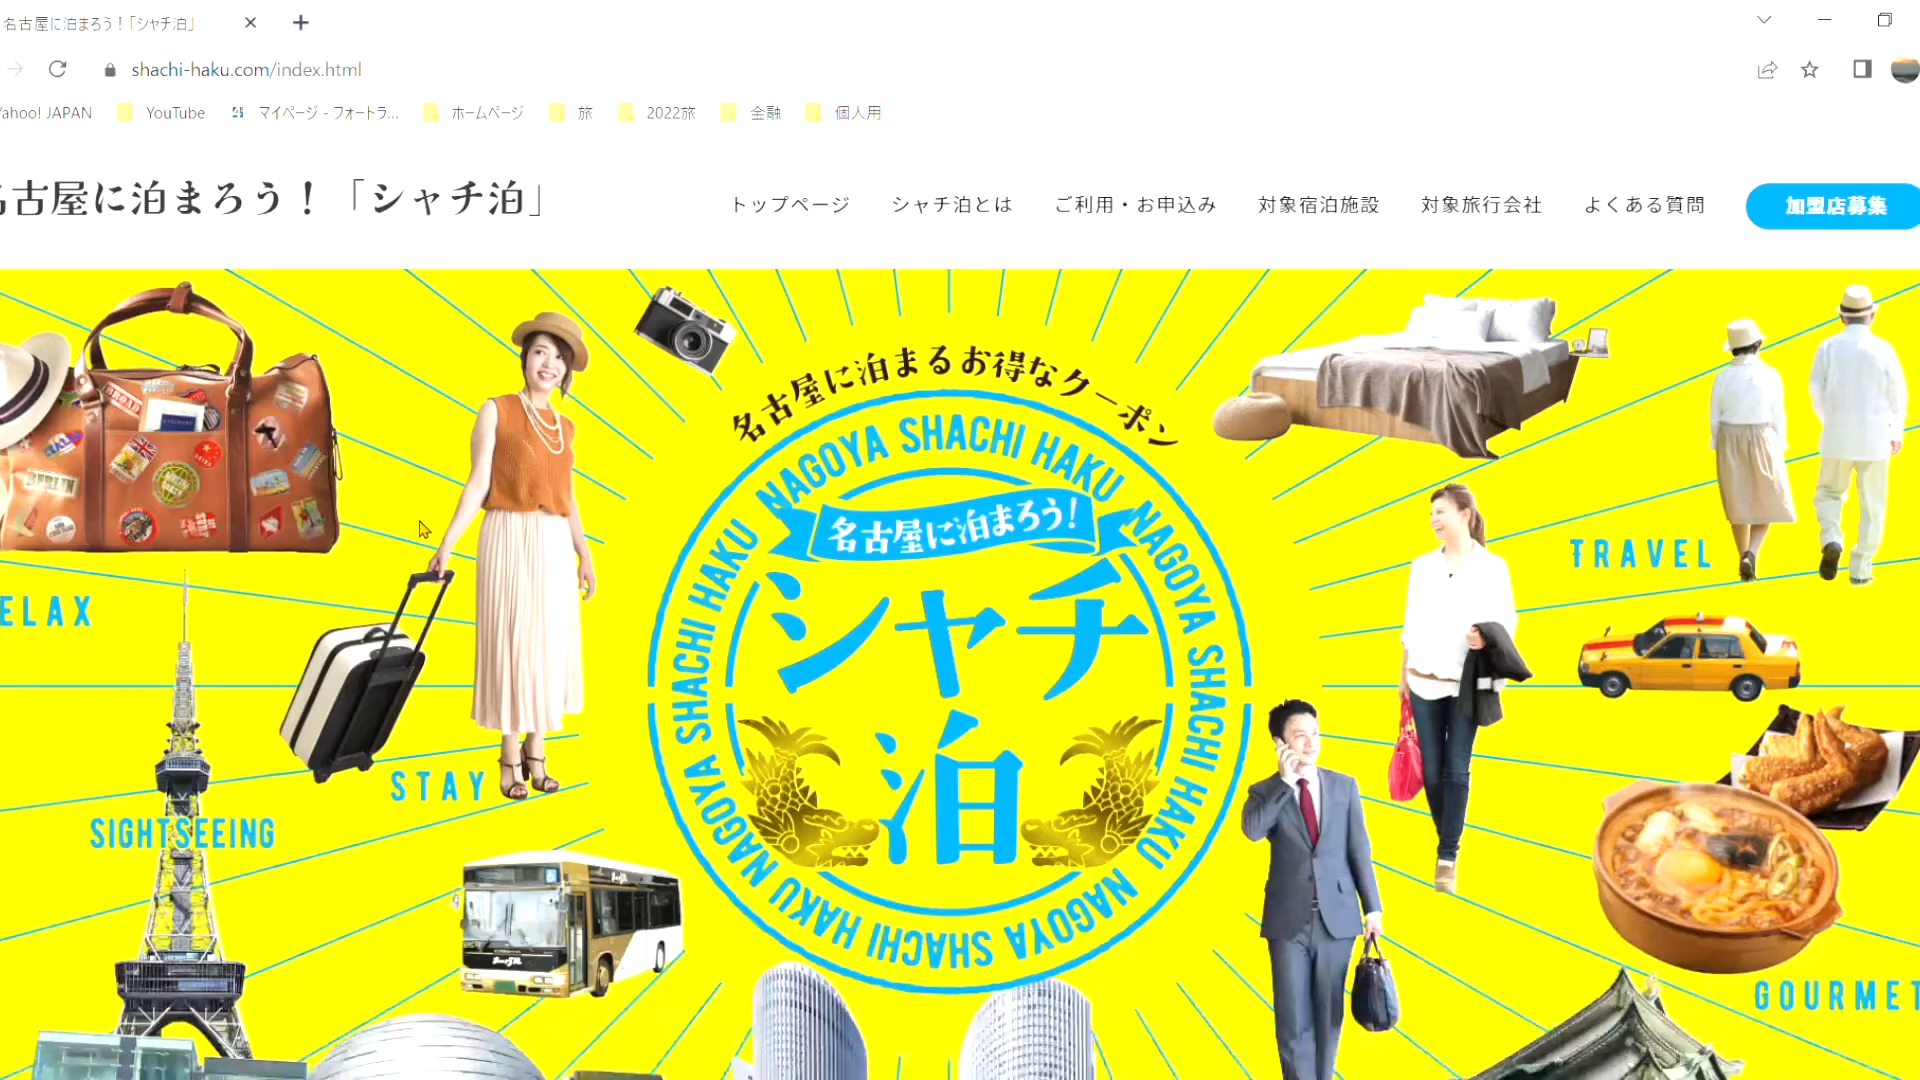 名古屋に泊まろう！「シャチ泊」
shachi-haku.com/index.html
Yahoo! JAPAN
YouTube
マイページ - フォートラ...
ホームページ
旅
2022旅
金融
個人用
名古屋に泊まろう！「シャチ泊」
トップページ
シャチ泊とは
ご利用・お申込み
対象宿泊施設
対象旅行会社
よくある質問
加盟店募集
名古屋に泊まるお得なクーポン
NAGOYA SHACHI HAKU NAGOYA SHACHI HAKU NAGOYA SHACHI HAKU NAGOYA SHACHI HAKU
名古屋に泊まろう!
シャチ
泊
TRAVEL
ELAX
STAY
SIGHTSEEING
GOURMET
BERLIN